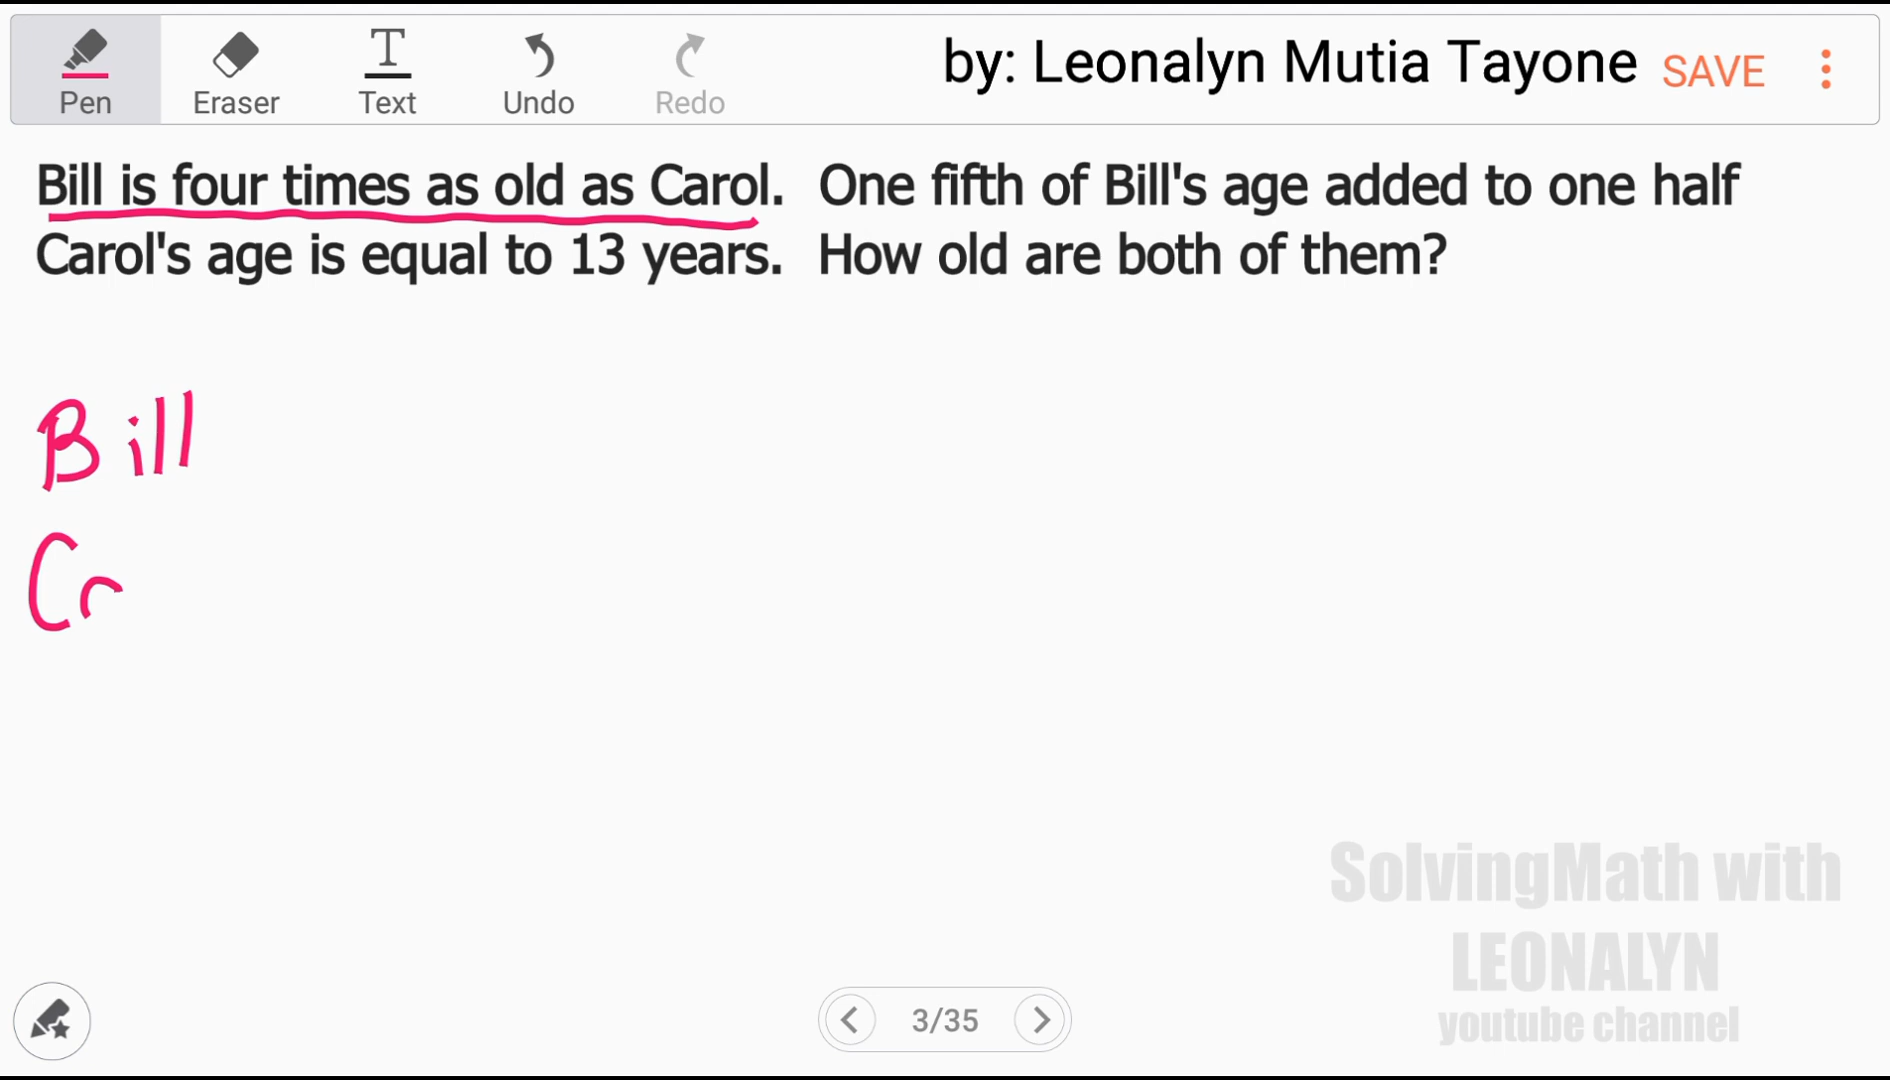 Pen
Eraser
Text
Undo
Redo
by: Leonalyn Mutia Tayone
SAVE
Bill is four times as old as Carol. One fifth of Bill's age added to one half
Carol's age is equal to 13 years. How old are both of them?
Bill
Ca
3/35
SolvingMath with
LEONALYN
youtube channel